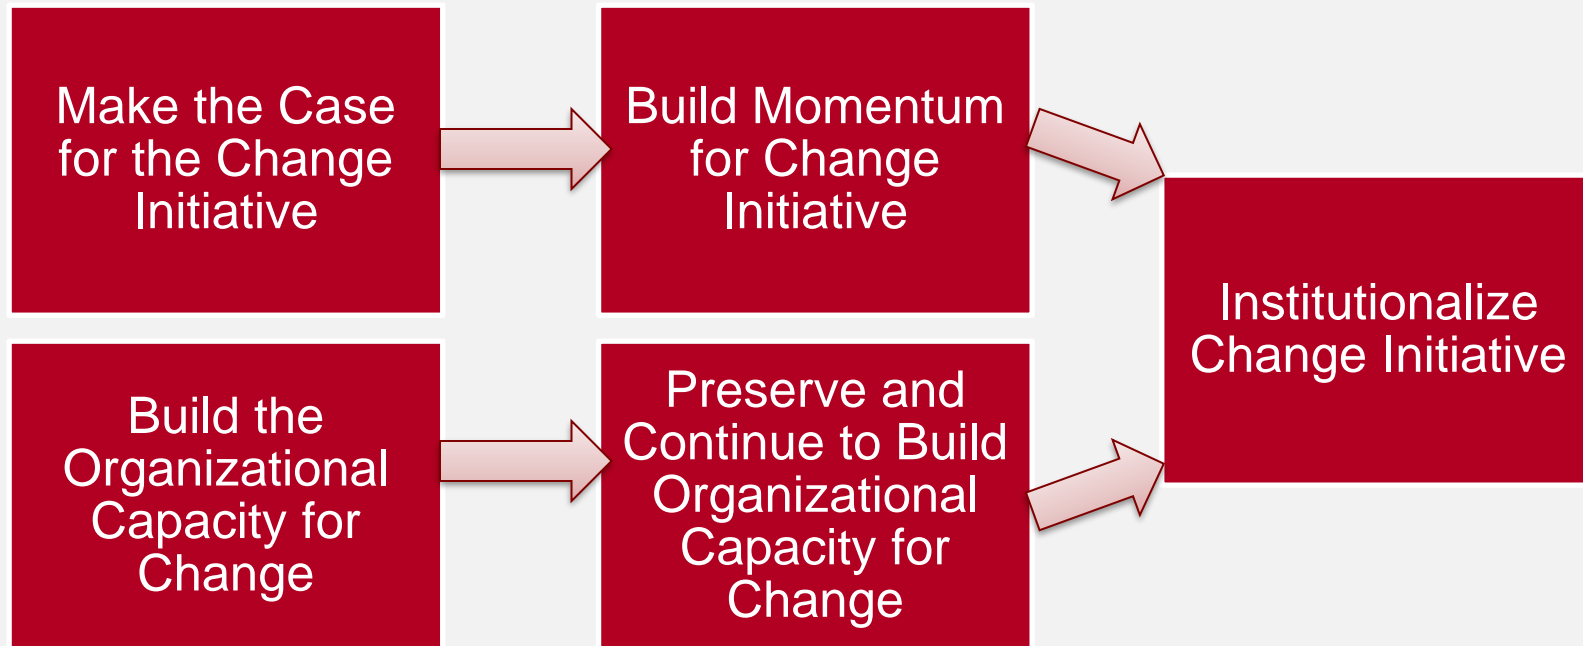 Make the Case
for the Change
Initiative
Build Momentum
for Change
Initiative
Institutionalize
Change Initiative
Build the
Organizational
Capacity for
Change
Preserve and
Continue to Build
Organizational
Capacity for
Change